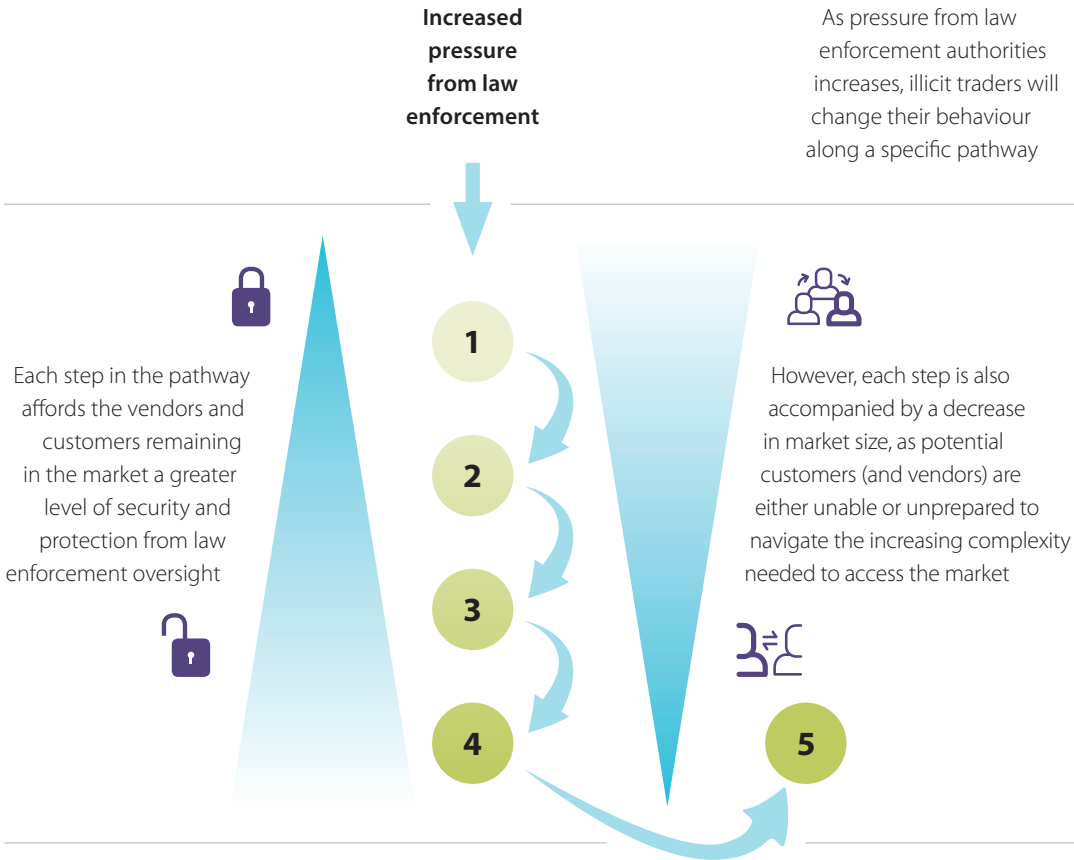 Increased
pressure
from law
enforcement
As pressure from law
enforcement authorities
increases, illicit traders will
change their behaviour
along a specific pathway
Each step in the pathway
affords the vendors and
customers remaining
in the market a greater
level of security and
protection from law
enforcement oversight
1
2
3
4
However, each step is also
accompanied by a decrease
in market size, as potential
customers (and vendors) are
either unable or unprepared to
navigate the increasing complexity
needed to access the market
5